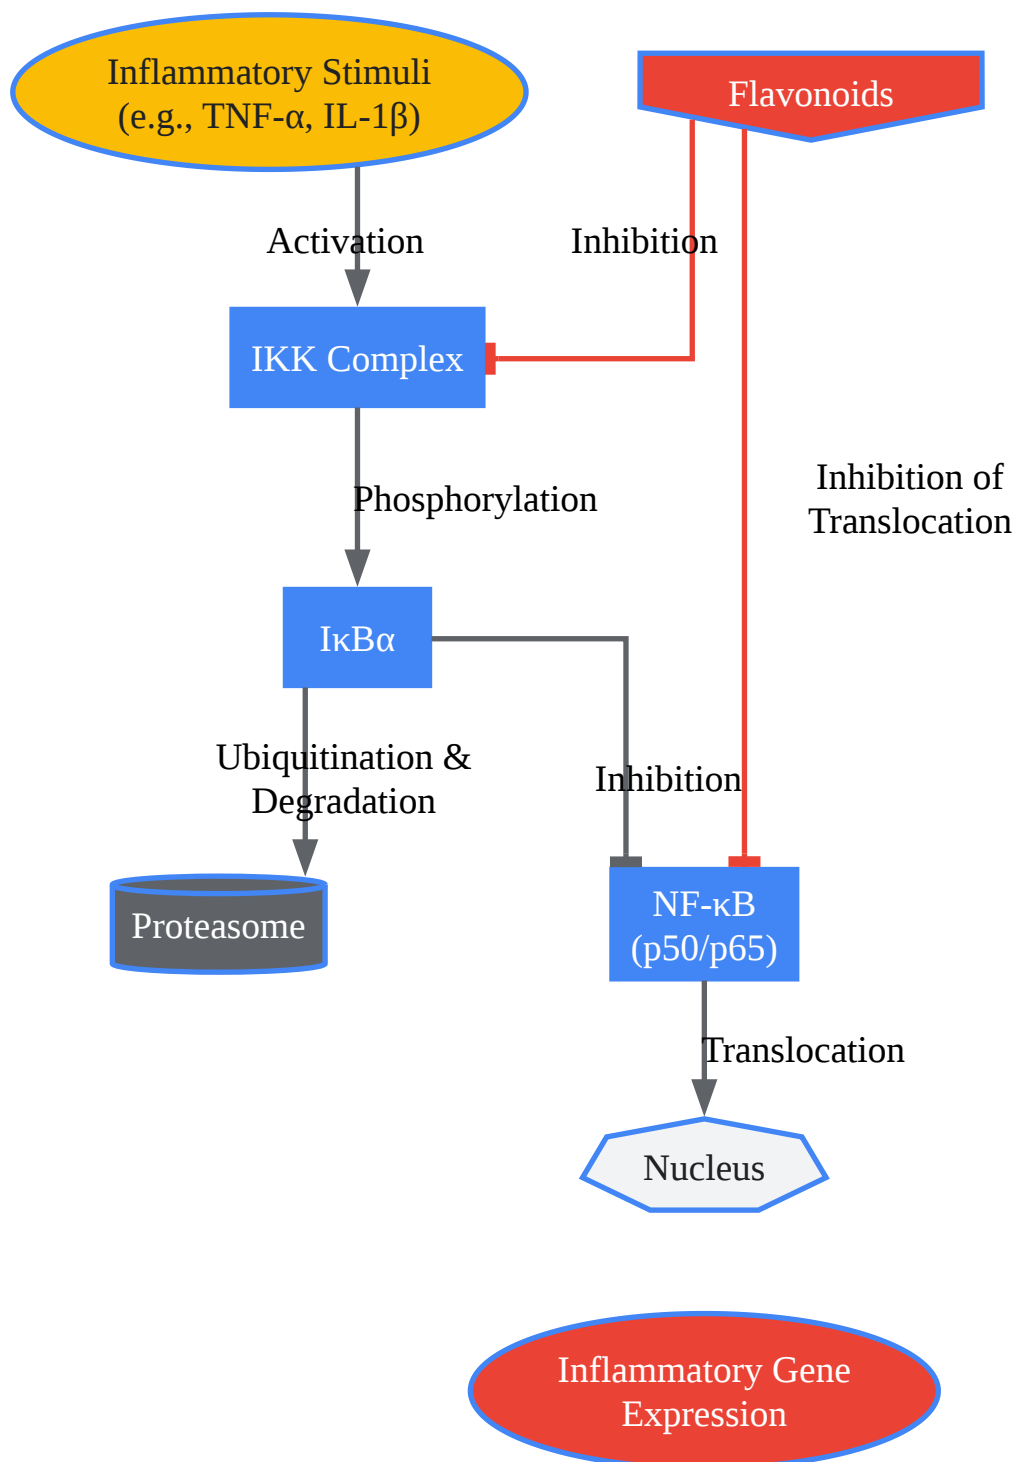 Inflammatory Stimuli
(e.g., TNF-α, IL-1β)
Flavonoids
Activation
Inhibition
IKK Complex
Phosphorylation
Inhibition of
Translocation
IκBα
Ubiquitination &
Degradation
Inhibition
Proteasome
NF-κB
(p50/p65)
Translocation
Nucleus
Inflammatory Gene
Expression